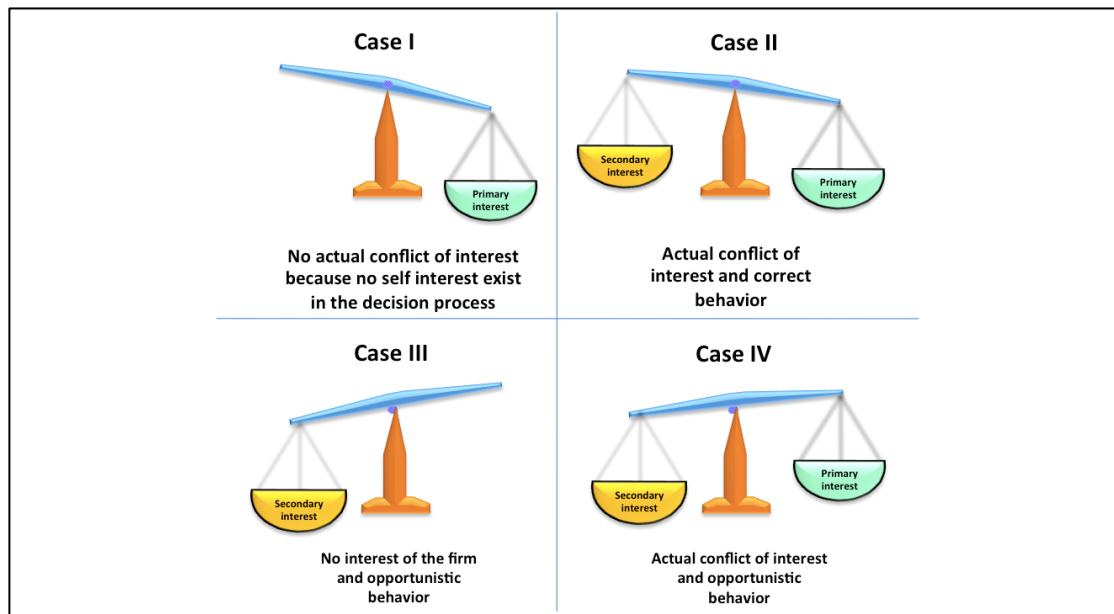 Case I
Primary
interest
No actual conflict of interest
because no self interest exist
in the decision process
Case II
Secondary
interest
Primary
interest
Actual conflict of
interest and correct
behavior
Case III
Secondary
interest
No interest of the firm
and opportunistic
behavior
Case IV
Secondary
interest
Primary
interest
Actual conflict of interest
and opportunistic
behavior